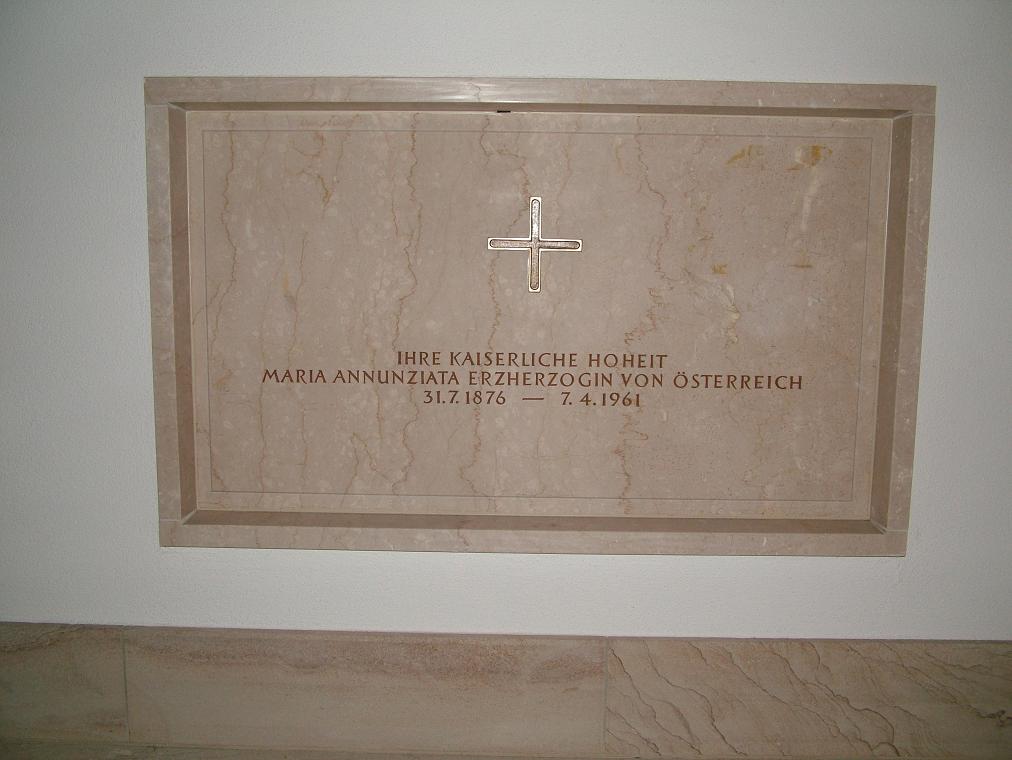 IHRE KAISERLICHE HOHEIT
MARIA ANNUNZIATA ERZHERZOGIN VON ÖSTERREICH
31.7.1876 — 7.4.1961